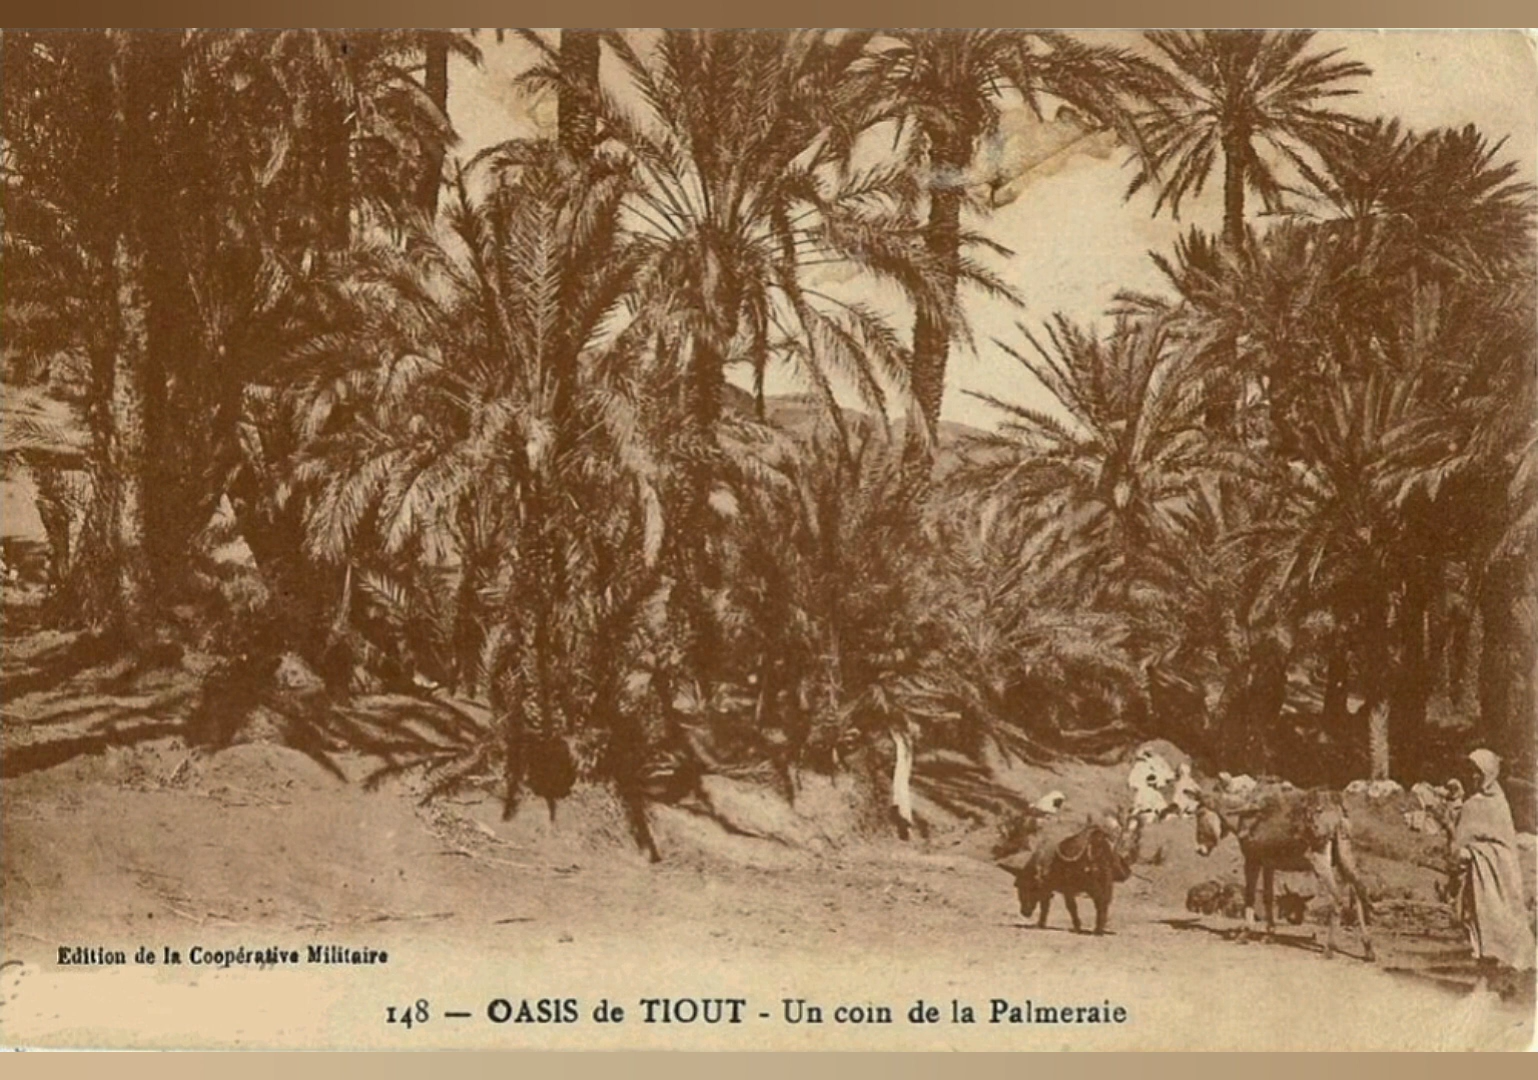 Edition de la Coopérative Militaire
148 — OASIS de TIOUT - Un coin de la Palmeraie